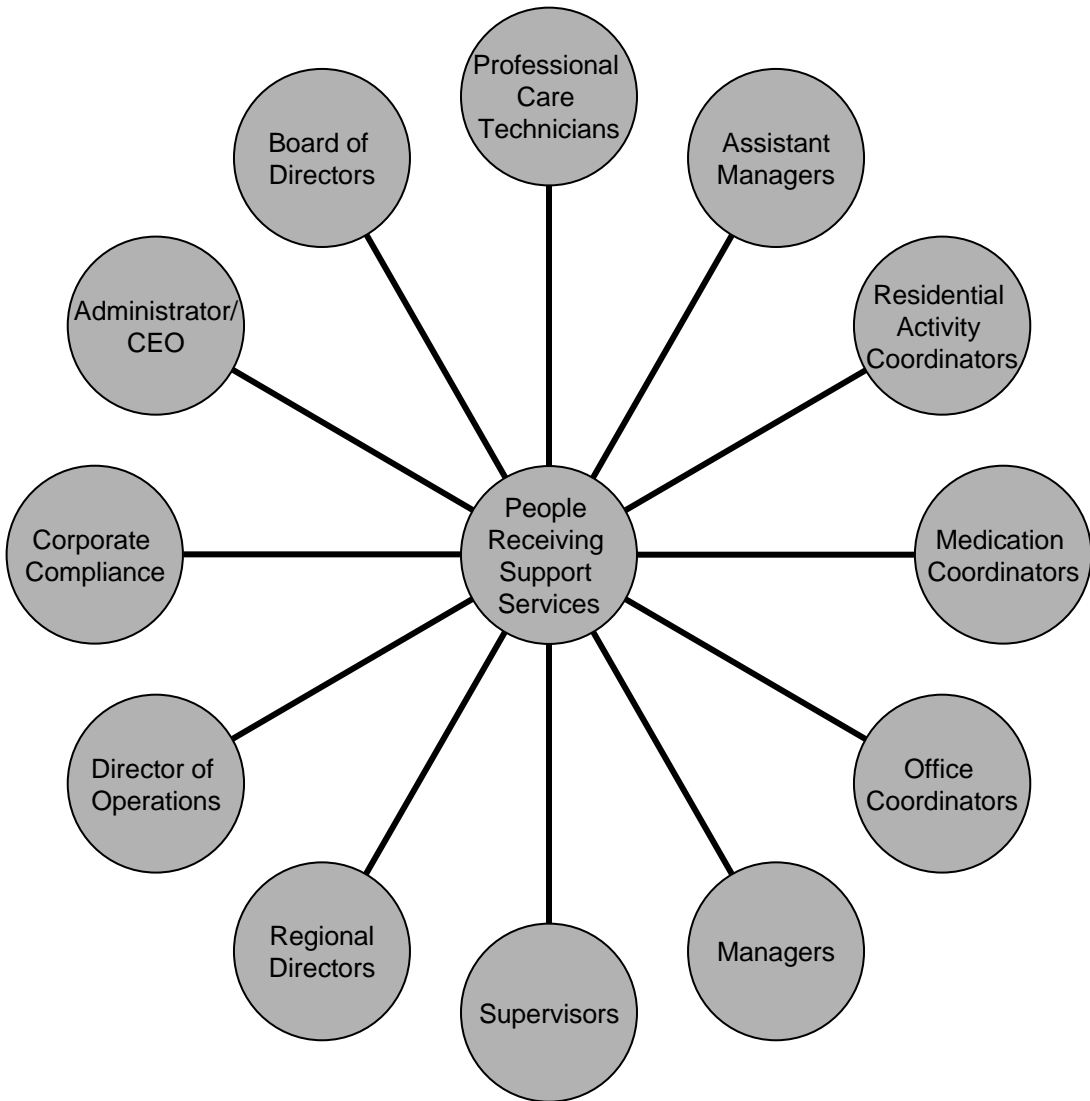 Professional
Care
Technicians
Assistant
Managers
Residential
Activity
Coordinators
Medication
Coordinators
Office
Coordinators
Managers
Supervisors
Regional
Directors
Director of
Operations
Corporate
Compliance
Administrator/
CEO
Board of
Directors
People
Receiving
Support
Services